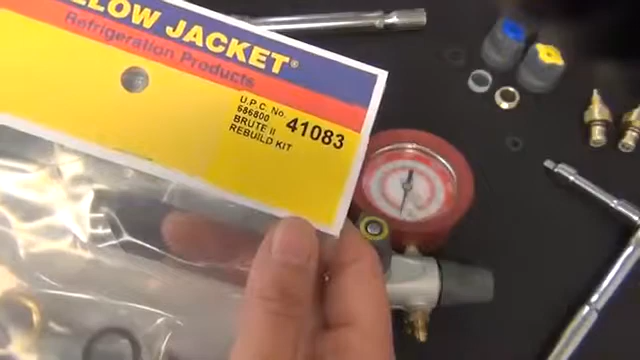 LLOW JACKET®
Refrigeration Products
U.P.C. No.
686800
41083
BRUTE II
REBUILD KIT